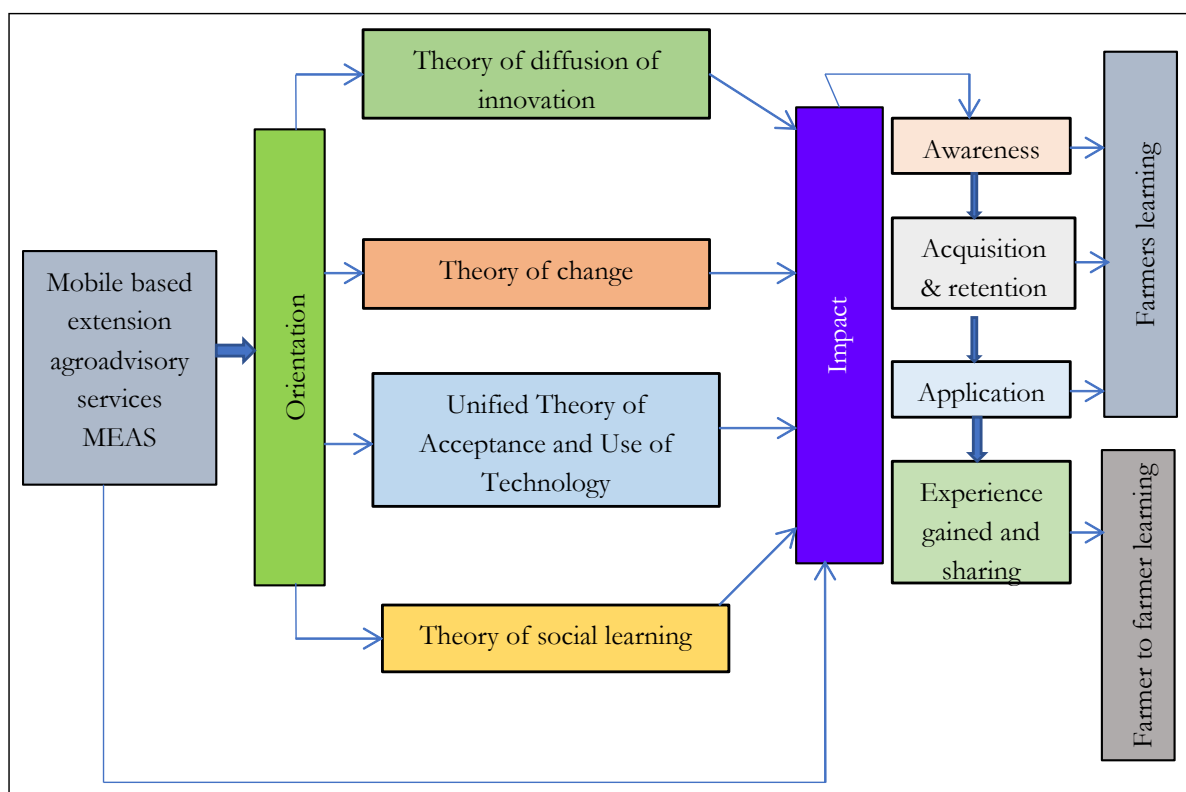 Theory of diffusion of
innovation
Awareness
Farmers learning
Orientation
Impact
Acquisition
& retention
Mobile based
extension
agroadvisory
services
MEAS
Theory of change
Application
Unified Theory of
Acceptance and Use of
Technology
Experience
gained and
sharing
Farmer to farmer learning
Theory of social learning